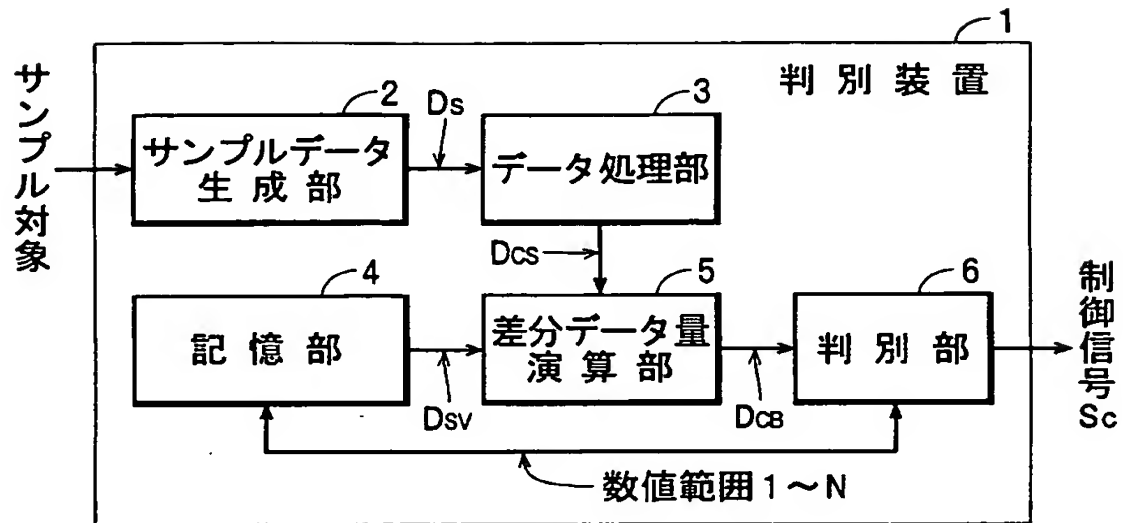 1
判別装置
サンプル対象
2
サンプルデータ
生成部
Ds
3
データ処理部
Dcs
4
記憶部
Dsv
5
差分データ量
演算部
DCB
6
判別部
制御信号Sc
数値範囲1〜N